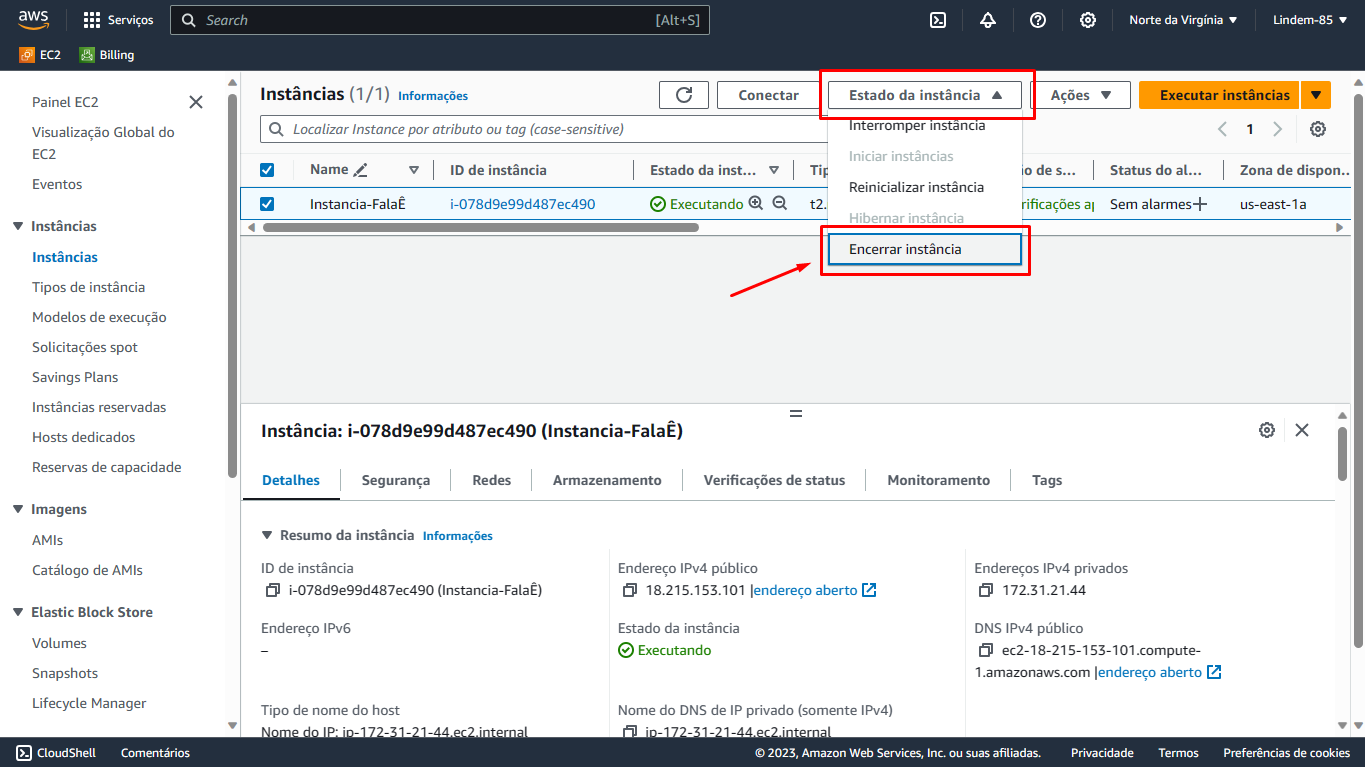 aws
Serviços
Search
[Alt+S]
Norte da Virgínia
Lindem-85
EC2
Billing
Painel EC2
Visualização Global do
EC2
Eventos
Instâncias
Instâncias
Tipos de instância
Modelos de execução
Solicitações spot
Savings Plans
Instâncias reservadas
Hosts dedicados
Reservas de capacidade
Imagens
AMIs
Catálogo de AMIs
Elastic Block Store
Volumes
Snapshots
Lifecycle Manager
Instâncias (1/1) Informações
Conectar
Estado da instância
Ações
Executar instâncias
Localizar Instance por atributo ou tag (case-sensitive)
1
Interromper instância
Iniciar instâncias
Reinicializar instância
Hibernar instância
Encerrar instância
Name
ID de instância
Estado da inst...
Tip
o de s...
Status do al...
Zona de dispon...
Instancia-FalaÊ
i-078d9e99d487ec490
Executando
t2.
rificações ap
Sem alarmes
us-east-1a
Instância: i-078d9e99d487ec490 (Instancia-FalaÊ)
Detalhes
Segurança
Redes
Armazenamento
Verificações de status
Monitoramento
Tags
Resumo da instância Informações
ID de instância
i-078d9e99d487ec490 (Instancia-FalaÊ)
Endereço IPv4 público
18.215.153.101 |endereço aberto
Endereços IPv4 privados
172.31.21.44
Endereço IPv6
–
Estado da instância
Executando
DNS IPv4 público
ec2-18-215-153-101.compute-
1.amazonaws.com |endereço aberto
Tipo de nome do host
Nome do IP: ip-172-31-21-44.ec2.internal
Nome do DNS de IP privado (somente IPv4)
ip-172-31-21-44.ec2.internal
CloudShell
Comentários
© 2023, Amazon Web Services, Inc. ou suas afiliadas.
Privacidade
Termos
Preferências de cookies